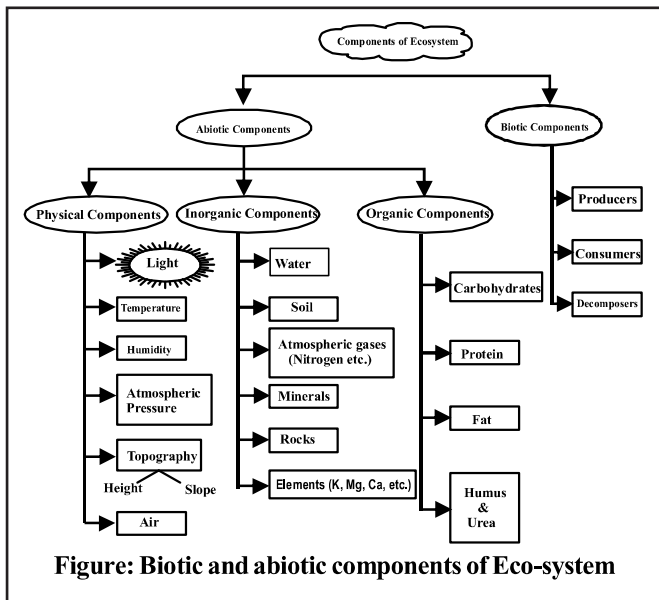 Components of Ecosystem
Abiotic Components
Biotic Components
Physical Components
Inorganic Components
Organic Components
Light
Temperature
Humidity
Atmospheric
Pressure
Topography
Height
Slope
Air
Water
Soil
Atmospheric gases
(Nitrogen etc.)
Minerals
Rocks
Elements (K, Mg, Ca, etc.)
Carbohydrates
Protein
Fat
Humus
&
Urea
Producers
Consumers
Decomposers
Figure: Biotic and abiotic components of Eco-system